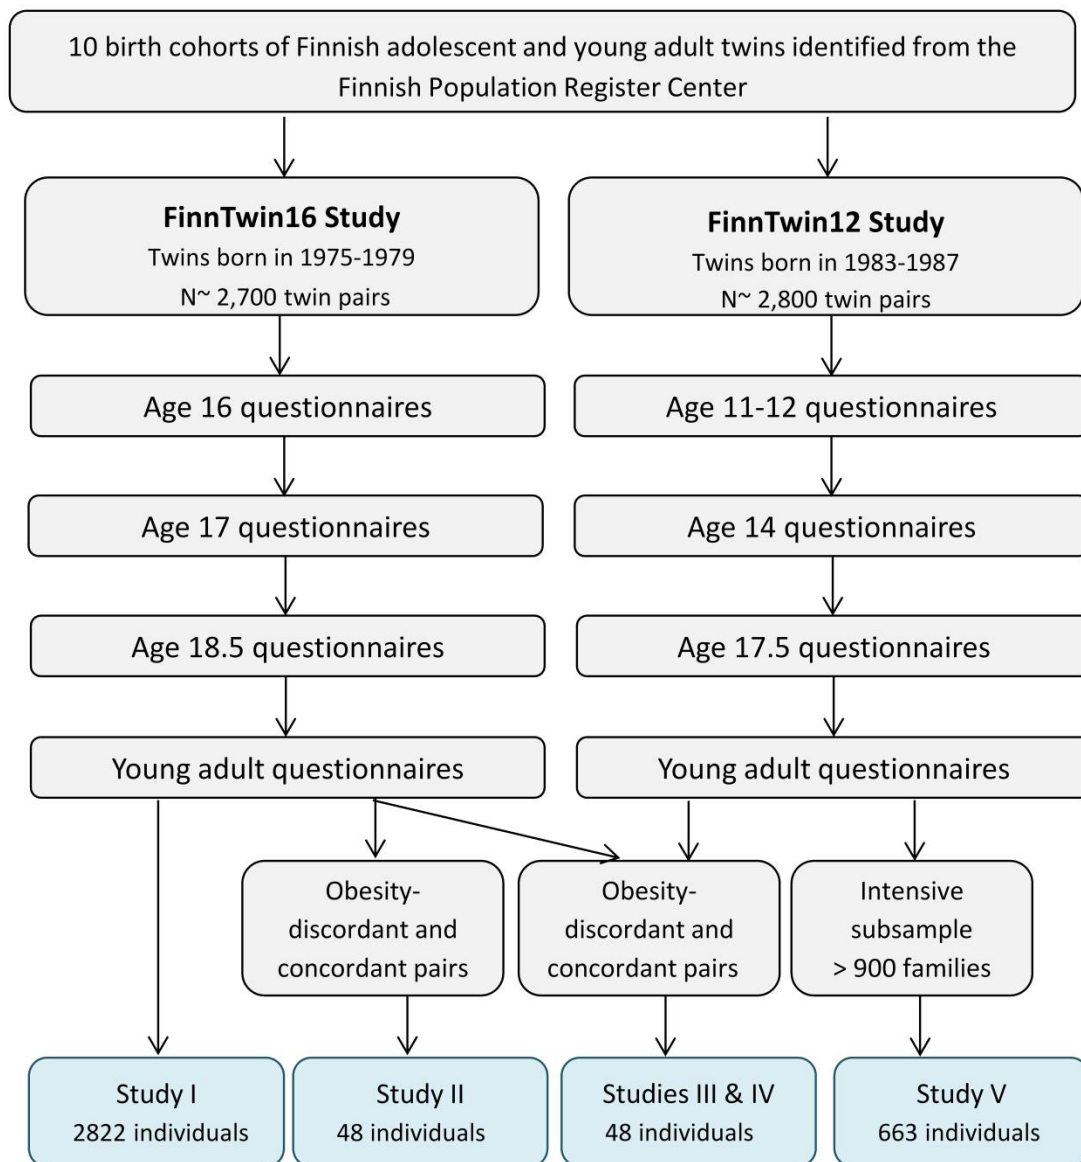 10 birth cohorts of Finnish adolescent and young adult twins identified from the
Finnish Population Register Center
FinnTwin16 Study
Twins born in 1975-1979
N~ 2,700 twin pairs
FinnTwin12 Study
Twins born in 1983-1987
N~ 2,800 twin pairs
Age 16 questionnaires
Age 11-12 questionnaires
Age 17 questionnaires
Age 14 questionnaires
Age 18.5 questionnaires
Age 17.5 questionnaires
Young adult questionnaires
Young adult questionnaires
Obesity-
discordant and
concordant pairs
Obesity-
discordant and
concordant pairs
Intensive
subsample
> 900 families
Study I
2822 individuals
Study II
48 individuals
Studies III & IV
48 individuals
Study V
663 individuals